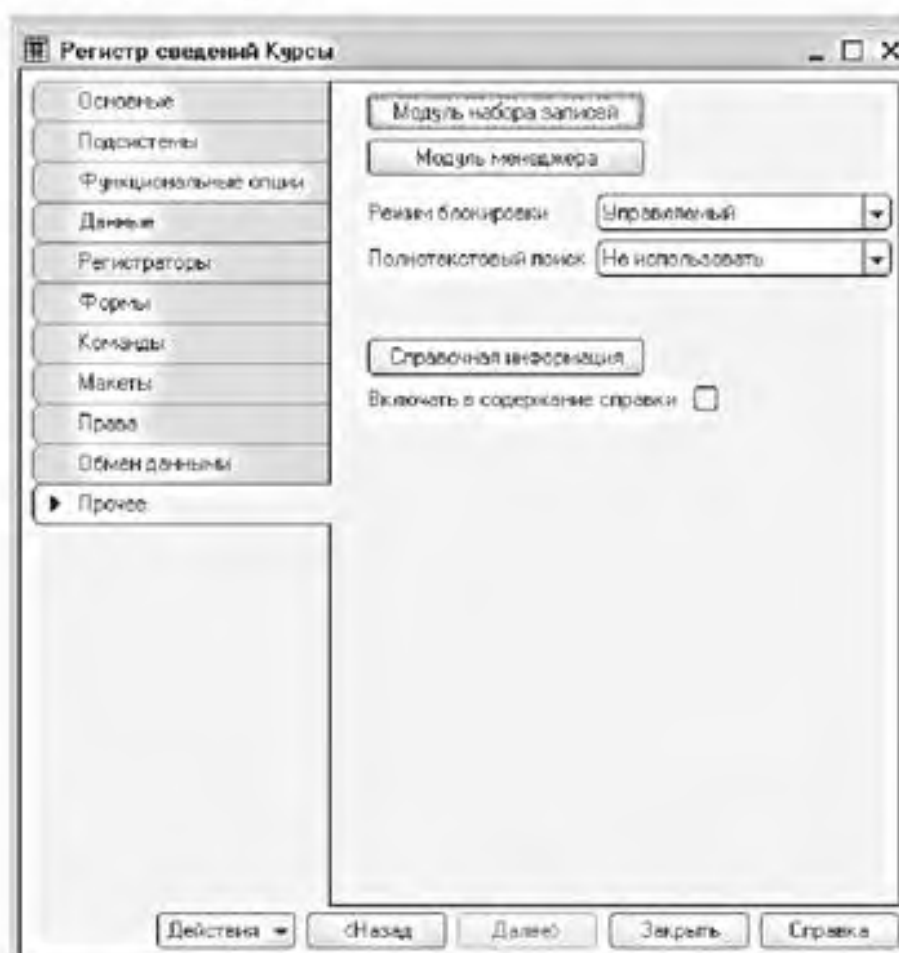 Регистр сведений Курсы
Основные
Подсистемы
Функциональные опции
Данные
Регистраторы
Формы
Команды
Макеты
Права
Обмен данными
Прочее
Модуль набора записей
Модуль менеджера
Режим блокировки
Управляемый
Полнотекстовый поиск
Не использовать
Справочная информация
Включать в содержание справки
Действия
<Назад
Далее>
Закрыть
Справка